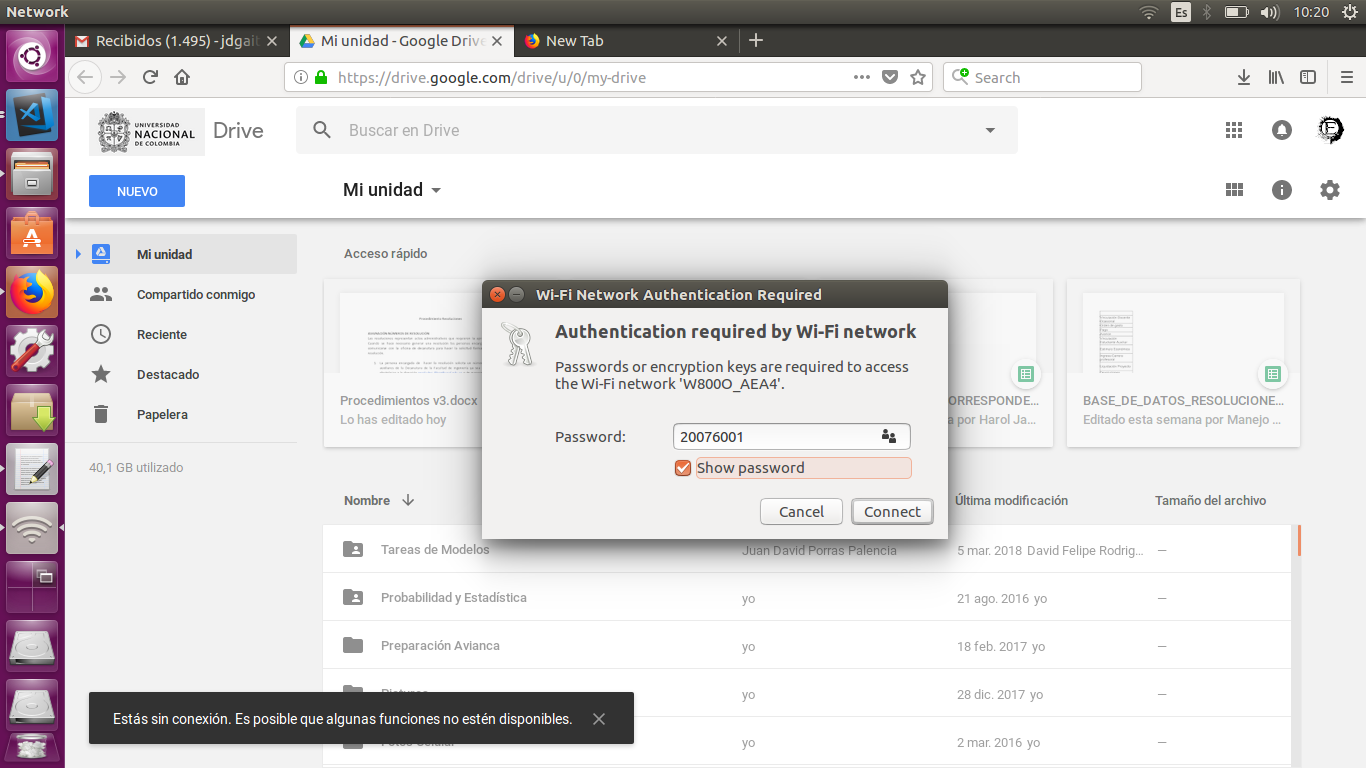 Network
Es
10:20
Recibidos (1.495) - jdgait
Mi unidad - Google Drive
New Tab
https://drive.google.com/drive/u/0/my-drive
Search
UNIVERSIDAD
NACIONAL
DE COLOMBIA
Drive
Buscar en Drive
NUEVO
Mi unidad
Mi unidad
Compartido conmigo
Reciente
Destacado
Papelera
40,1 GB utilizado
Acceso rápido
Procedimientos v3.docx
Lo has editado hoy
ORRESPONDE...
a por Harol Ja...
BASE_DE_DATOS_RESOLUCIONE...
Editado esta semana por Manejo ...
Wi-Fi Network Authentication Required
Authentication required by Wi-Fi network
Passwords or encryption keys are required to access
the Wi-Fi network 'W800O_AEA4'.
Password:
20076001
Show password
Cancel
Connect
Nombre
Última modificación
Tamaño del archivo
Tareas de Modelos
Juan David Porras Palencia
5 mar. 2018 David Felipe Rodrig...
—
Probabilidad y Estadística
yo
21 ago. 2016 yo
—
Preparación Avianca
yo
18 feb. 2017 yo
—
Pictures
yo
28 dic. 2017 yo
—
yo
2 mar. 2016 yo
—
Estás sin conexión. Es posible que algunas funciones no estén disponibles.